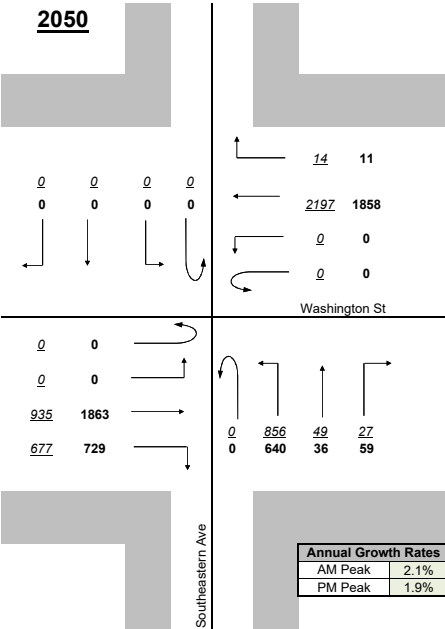 2050
14 11
0 0 0 0
0 0 0 0
2197 1858
0 0
0 0
Washington St
0 0
0 0
935 1863
677 729
0 856 49 27
0 640 36 59
Southeastern Ave
Annual Growth Rates
AM Peak 2.1%
PM Peak 1.9%